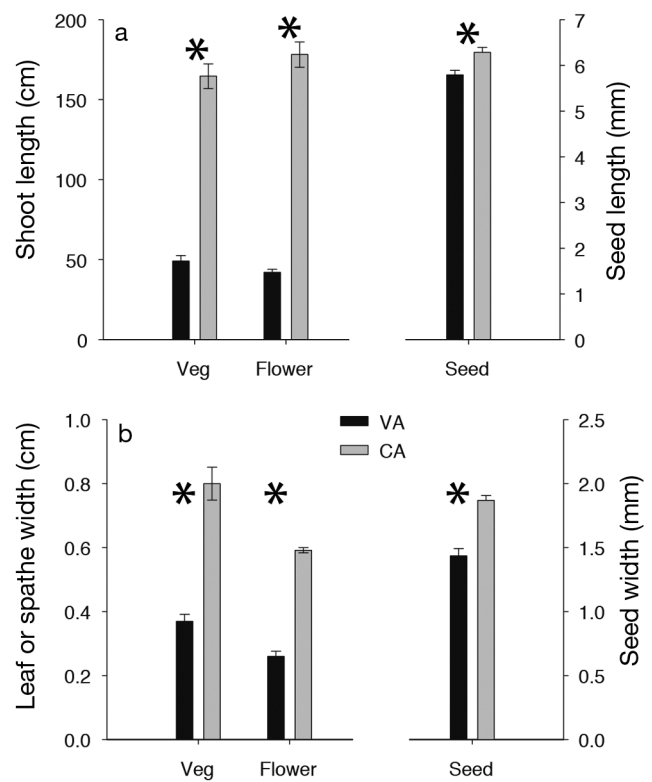 a
*
*
*
Shoot length (cm)
200
150
100
50
0
Veg
Flower
Seed
7
6
5
4
3
2
1
0
Seed length (mm)
b
VA
CA
*
*
*
Leaf or spathe width (cm)
1.0
0.8
0.6
0.4
0.2
0.0
Veg
Flower
Seed
2.5
2.0
1.5
1.0
0.5
0.0
Seed width (mm)